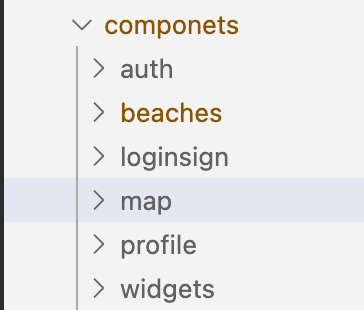 componets
auth
beaches
loginsign
map
profile
widgets